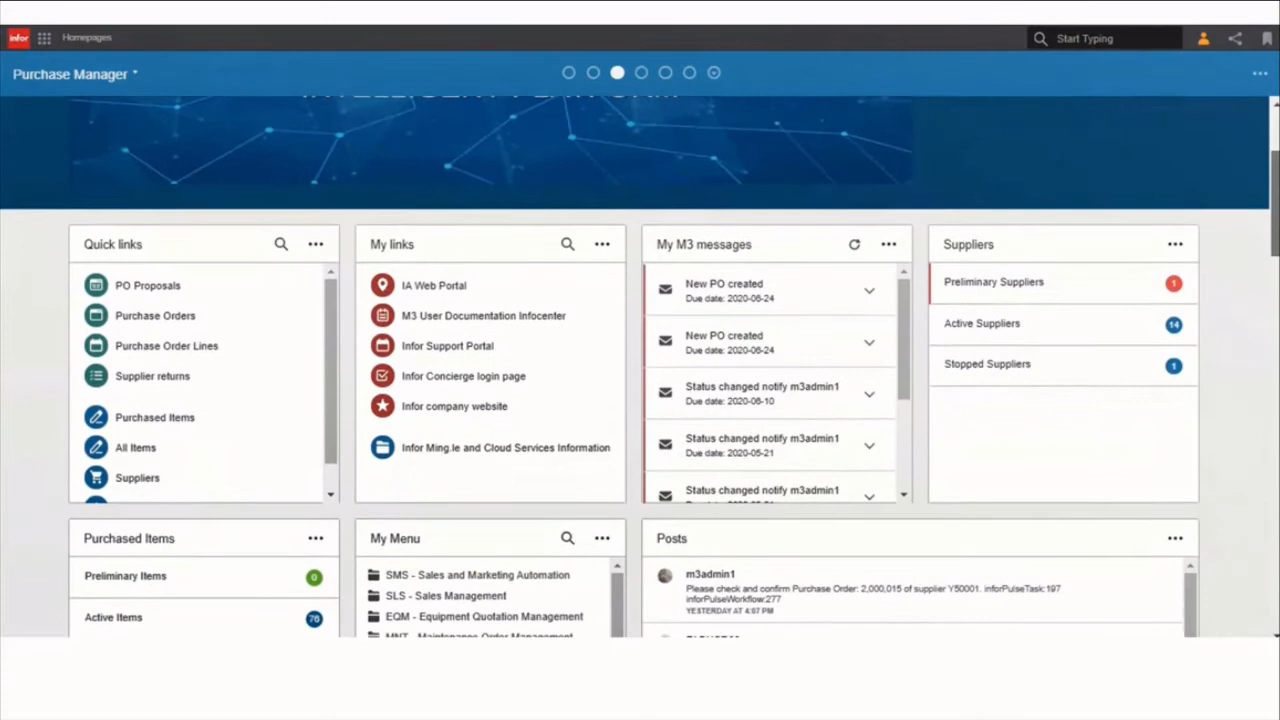 infor
Homepages
Start Typing
Purchase Manager
INTELLIGENT PLATFORM
Quick links
PO Proposals
Purchase Orders
Purchase Order Lines
Supplier returns
Purchased Items
All Items
Suppliers
My links
IA Web Portal
M3 User Documentation Infocenter
Infor Support Portal
Infor Concierge login page
Infor company website
Infor Ming.le and Cloud Services Information
My M3 messages
New PO created
Due date: 2020-06-24
New PO created
Due date: 2020-06-24
Status changed notify m3admin1
Due date: 2020-06-10
Status changed notify m3admin1
Due date: 2020-05-21
Status changed notify m3admin1
Suppliers
Preliminary Suppliers 1
Active Suppliers 14
Stopped Suppliers 1
Purchased Items
Preliminary Items 0
Active Items 76
My Menu
SMS - Sales and Marketing Automation
SLS - Sales Management
EQM - Equipment Quotation Management
MNT - Maintenance Order Management
Posts
m3admin1
Please check and confirm Purchase Order: 2,000,015 of supplier Y50001. inforPulseTask:197
inforPulseWorkflow:277
YESTERDAY AT 4:07 PM